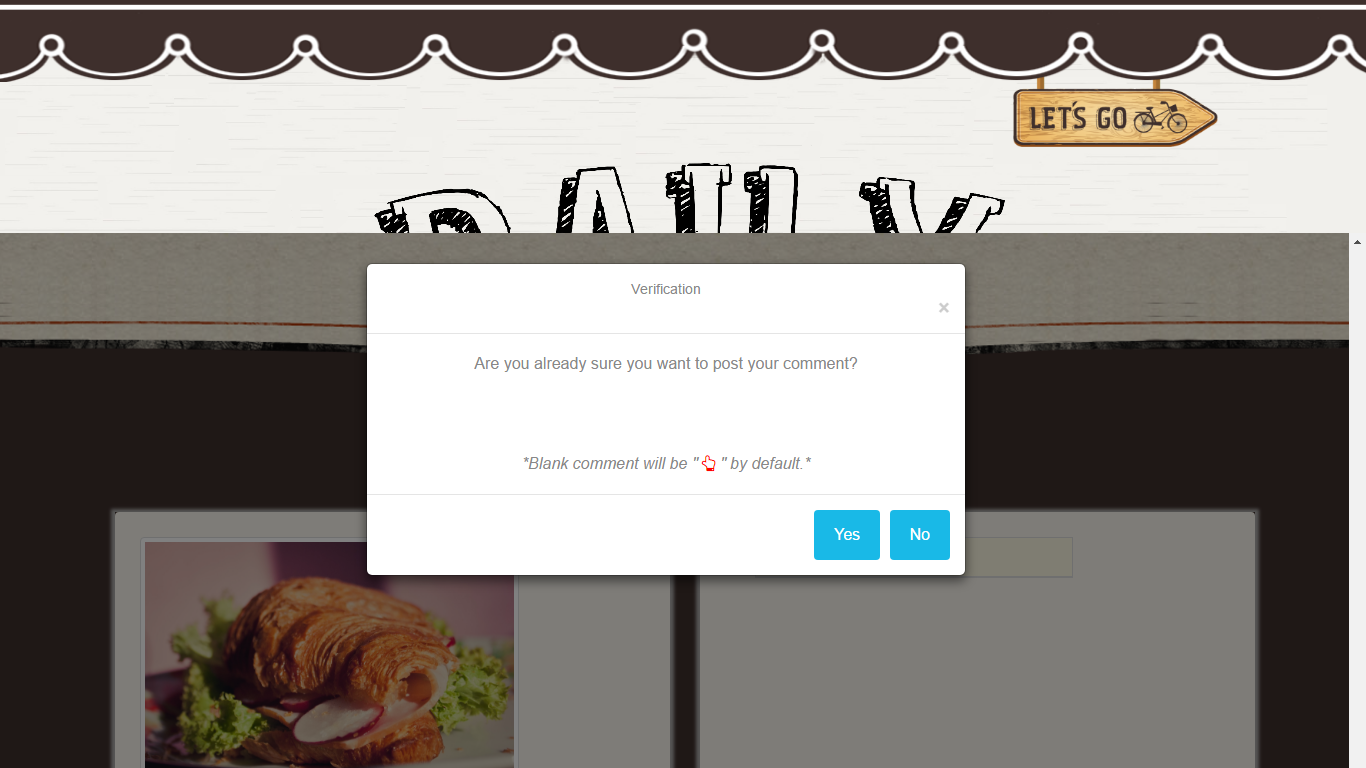 LET'S GO
DAILY
Verification
×
Are you already sure you want to post your comment?
*Blank comment will be " " by default.*
Yes
No